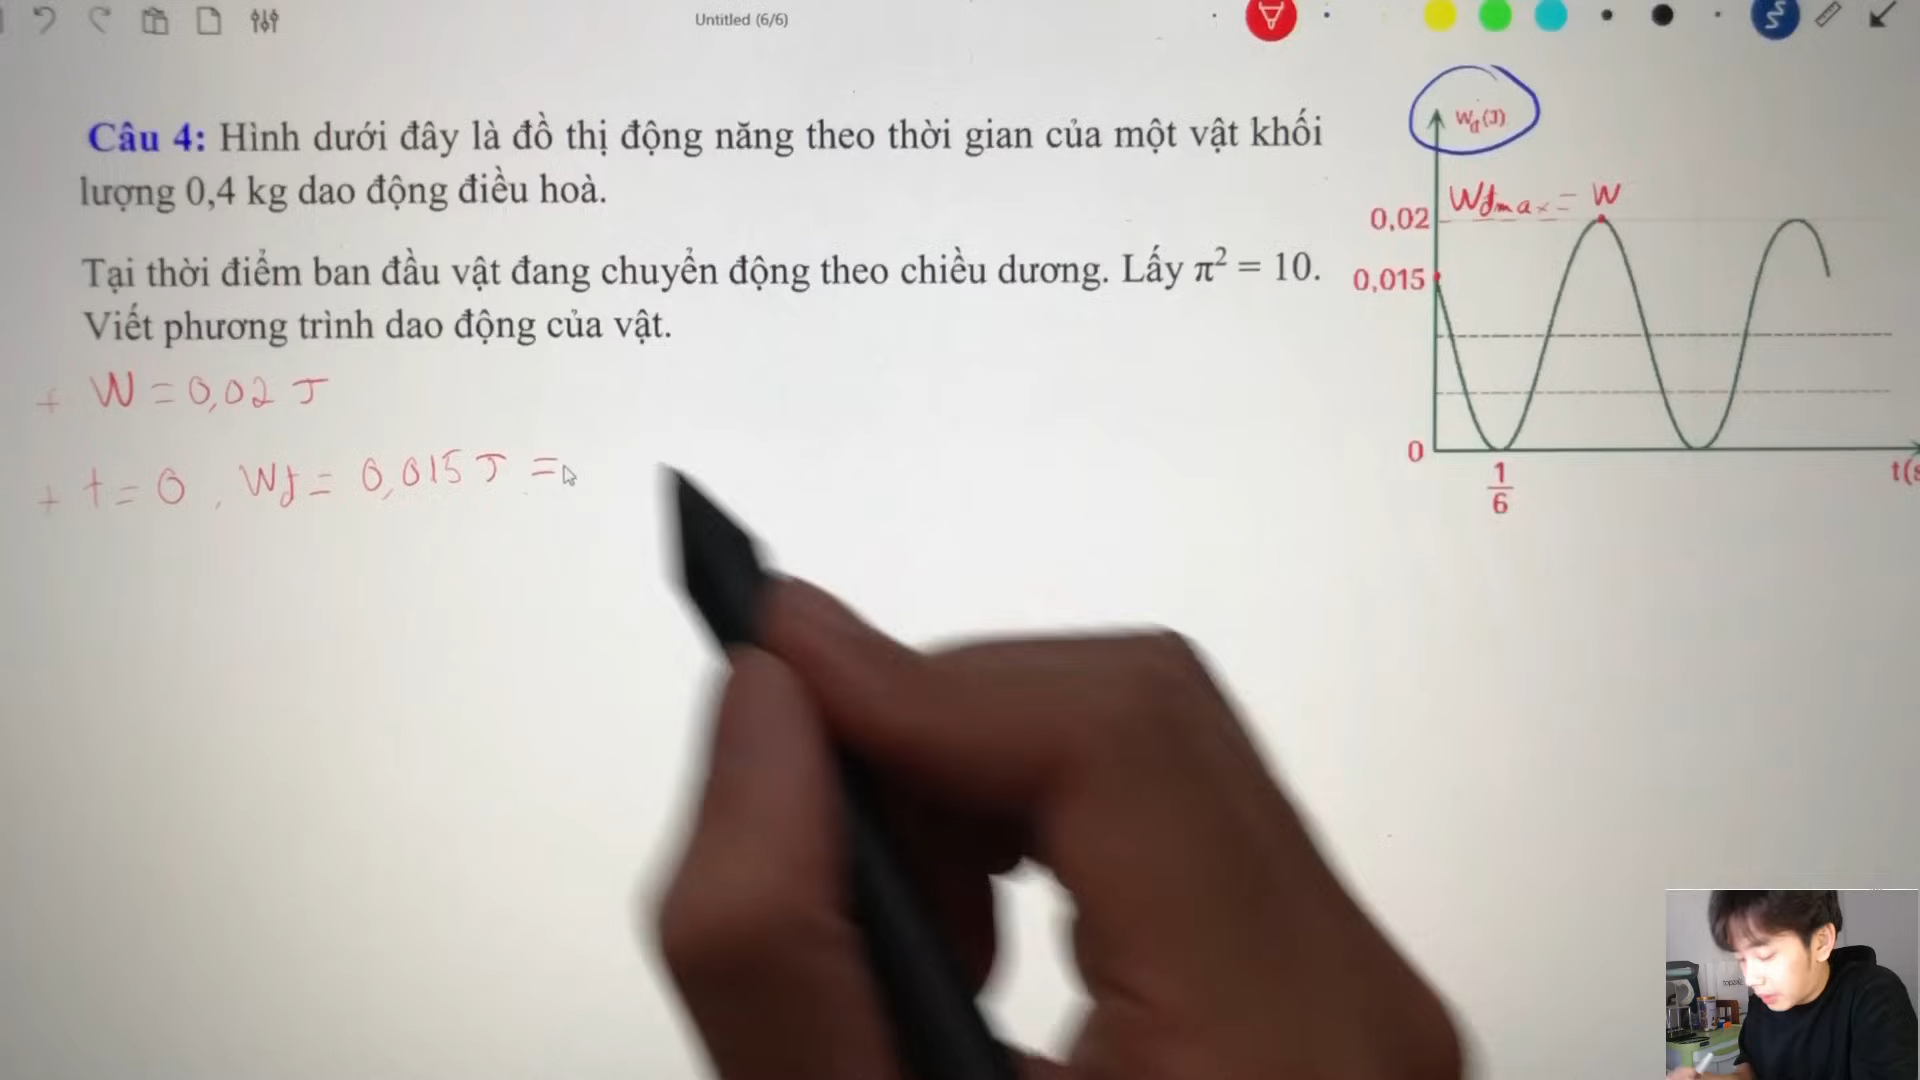 Untitled (6/6)
Câu 4: Hình dưới đây là đồ thị động năng theo thời gian của một vật khối
lượng 0,4 kg dao động điều hoà.
Tại thời điểm ban đầu vật đang chuyển động theo chiều dương. Lấy π² = 10.
Viết phương trình dao động của vật.
+ W = 0,02 J
+ t = 0, Wđ = 0,015 J =
Wđ(J)
Wđmax = W
0,02
0,015
0
1
6
t(s